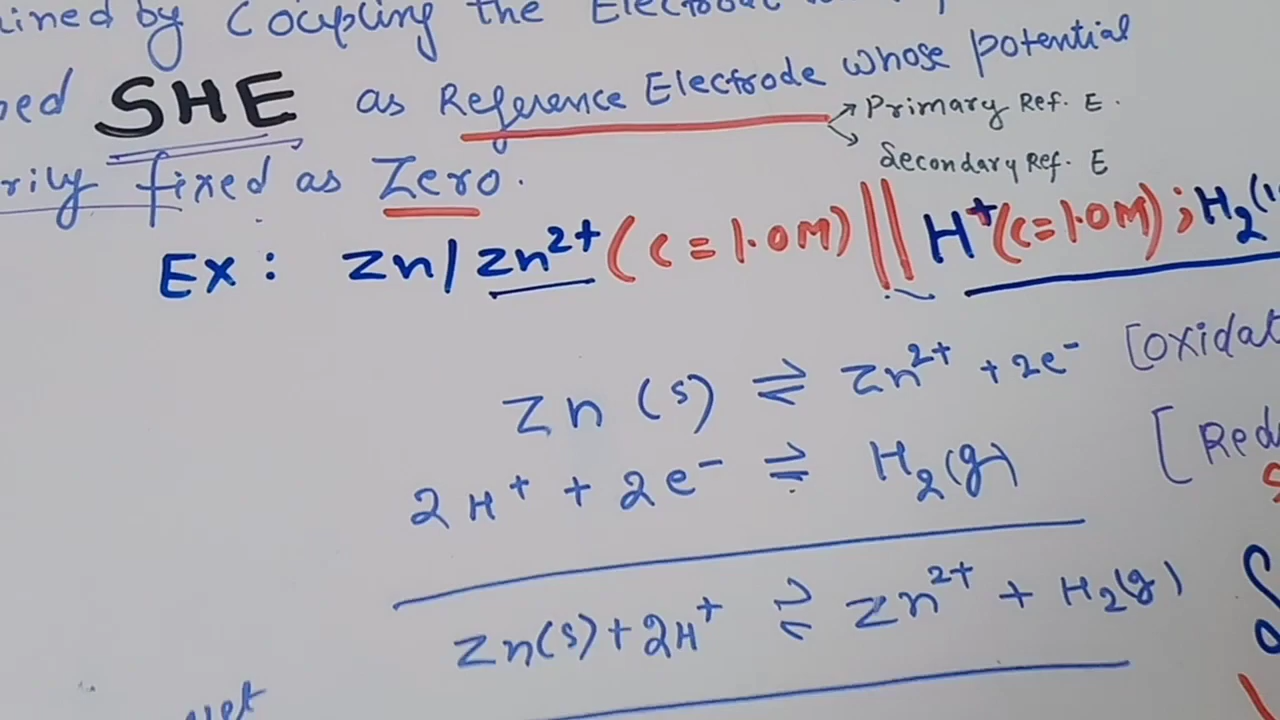 ined by Coupling the
bed SHE as Reference Electrode whose potential
Primary Ref. E.
Secondary Ref. E
rily fixed as Zero.
Ex: Zn/Zn²⁺(C=1.0M) || H⁺(C=1.0M); H₂(1
Zn (s) ⇌ Zn²⁺ + 2e⁻ [Oxidat
2H⁺ + 2e⁻ ⇌ H₂(g) [Red
Zn(s) + 2H⁺ ⇌ Zn²⁺ + H₂(g)